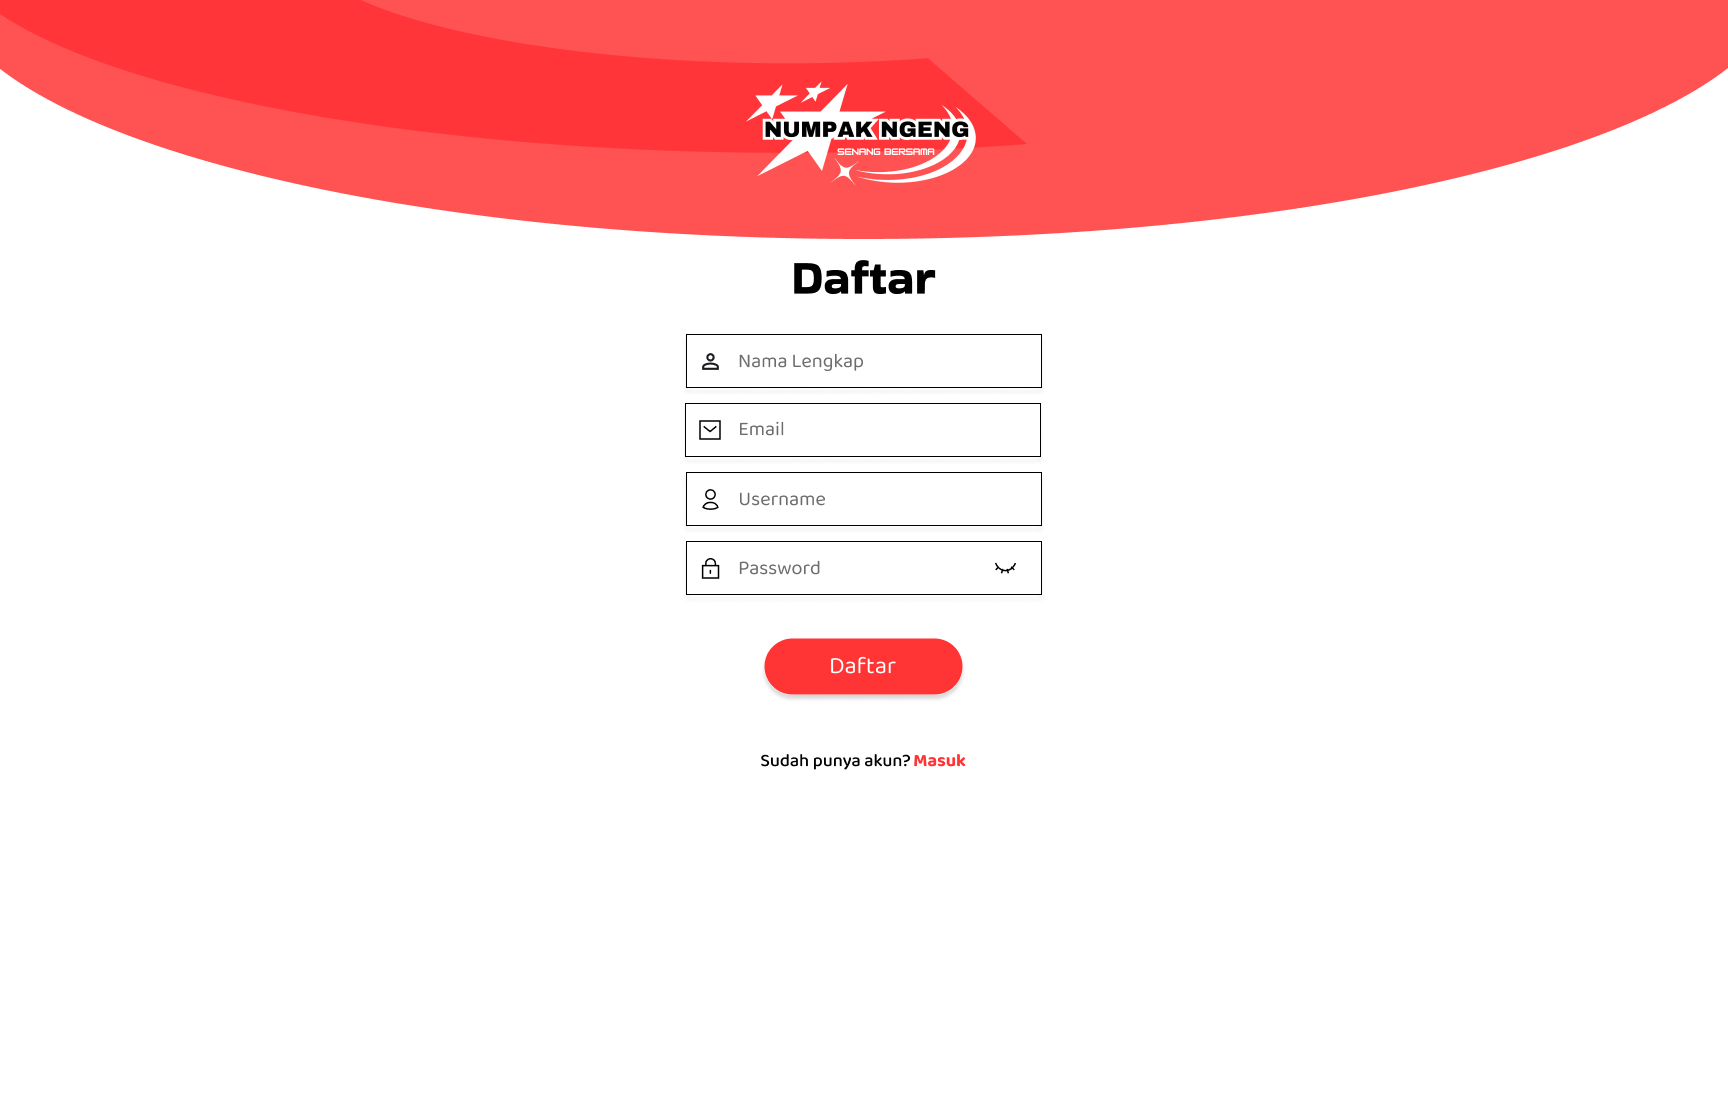 NUMPAK NGENG
SENANG BERSAMA
Daftar
Nama Lengkap
Email
Username
Password
Daftar
Sudah punya akun? Masuk